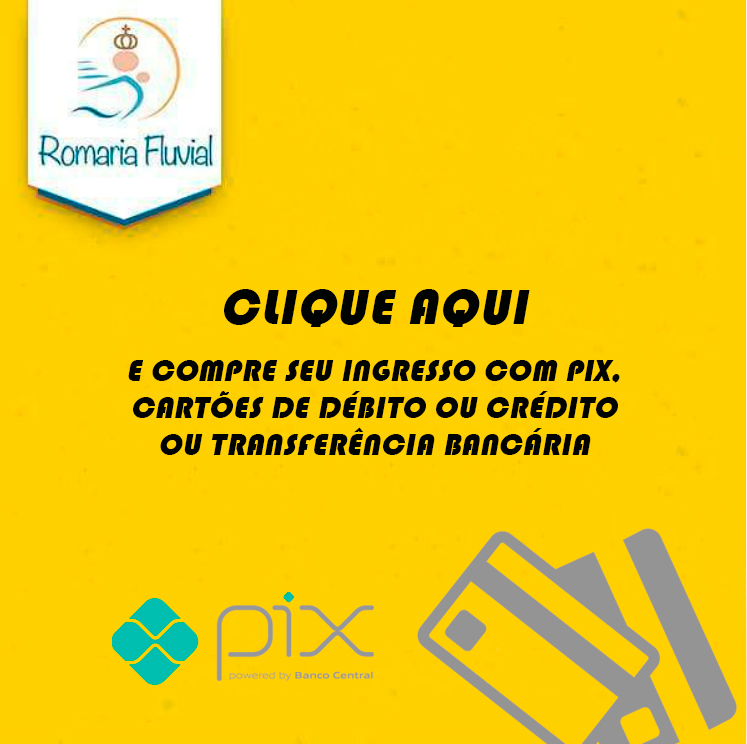 Romaria Fluvial
CLIQUE AQUI
E COMPRE SEU INGRESSO COM PIX,
CARTÕES DE DÉBITO OU CRÉDITO
OU TRANSFERÊNCIA BANCÁRIA
pix
powered by Banco Central